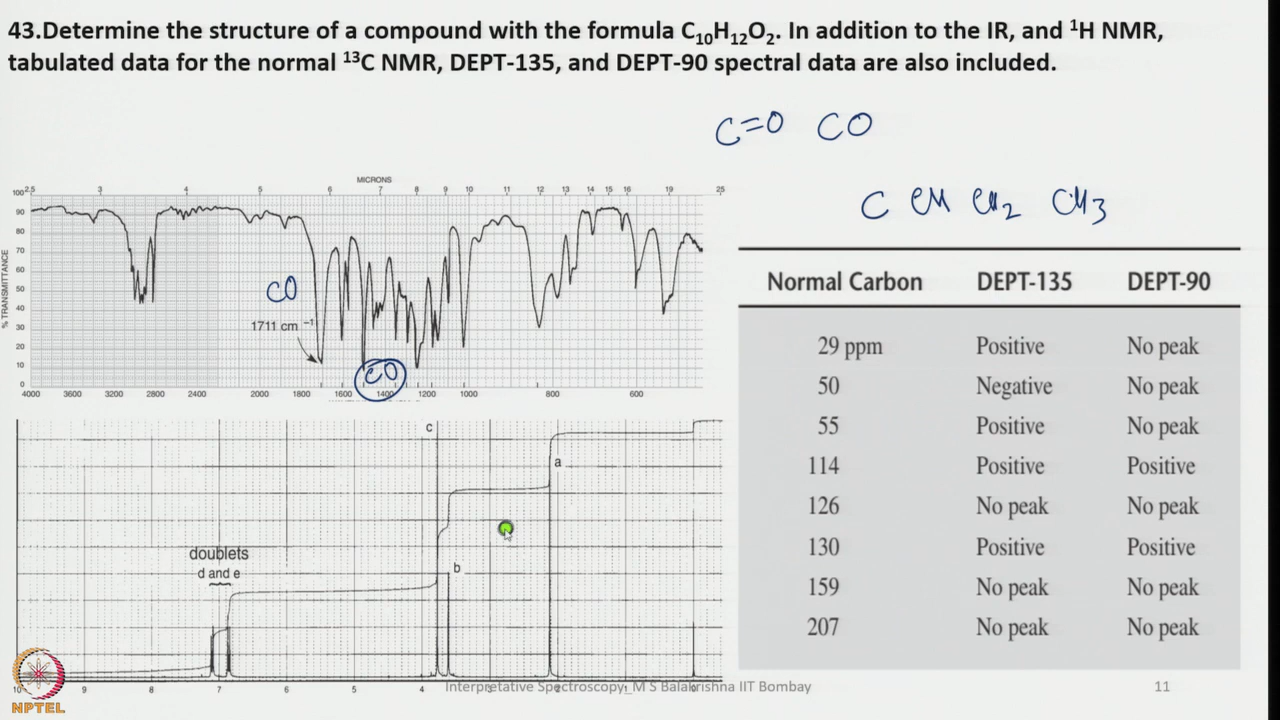 43.Determine the structure of a compound with the formula C₁₀H₁₂O₂. In addition to the IR, and ¹H NMR,
tabulated data for the normal ¹³C NMR, DEPT-135, and DEPT-90 spectral data are also included.
C=O CO
C CH CH₂ CH₃
MICRONS
2.5 3 4 5 6 7 8 9 10 11 12 13 14 15 16 19 25
% TRANSMITTANCE
100
90
80
70
60
50
40
30
20
10
0
CO
1711 cm⁻¹
CO
4000 3600 3200 2800 2400 2000 1800 1600 1400 1200 1000 800 600
Normal Carbon DEPT-135 DEPT-90
29 ppm Positive No peak
50 Negative No peak
55 Positive No peak
114 Positive Positive
126 No peak No peak
130 Positive Positive
159 No peak No peak
207 No peak No peak
c
a
b
doublets
d and e
10 9 8 7 6 5 4 3 2 1 0
NPTEL
Interpretative Spectroscopy_M S Balakrishna IIT Bombay
11